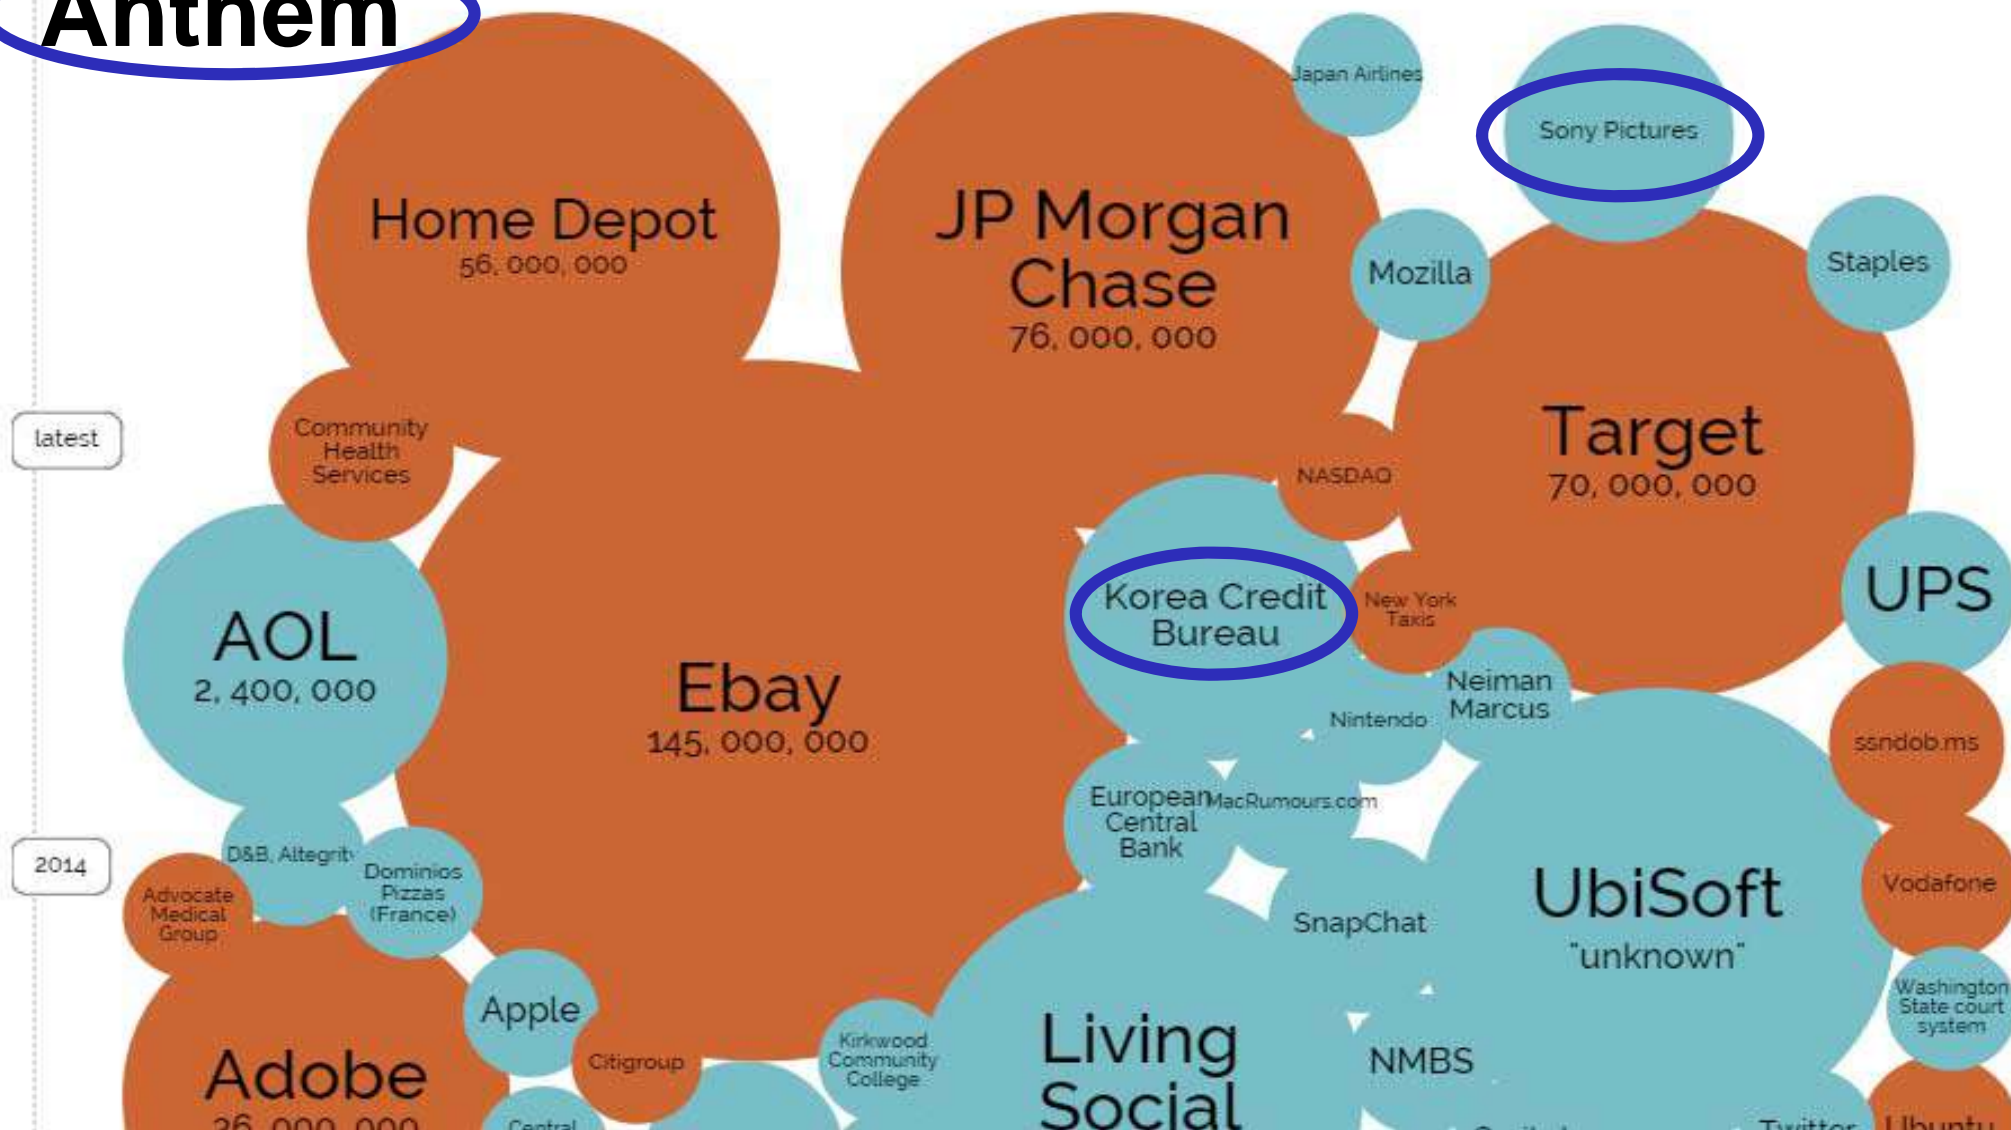 Anthem
Japan Airlines
Sony Pictures
Home Depot
56, 000, 000
JP Morgan
Chase
76, 000, 000
Mozilla
Staples
latest
Community
Health
Services
NASDAQ
Target
70, 000, 000
AOL
2, 400, 000
Ebay
145, 000, 000
Korea Credit
Bureau
New York
Taxis
UPS
Neiman
Marcus
Nintendo
ssndob.ms
European
Central
Bank
MacRumours.com
2014
D&B, Altegrity
Dominios
Pizzas
(France)
Advocate
Medical
Group
SnapChat
UbiSoft
"unknown"
Vodafone
Apple
Citigroup
Kirkwood
Community
College
Living
Social
NMBS
Washington
State court
system
Adobe
36, 000, 000
Central
Twitter
Ubuntu